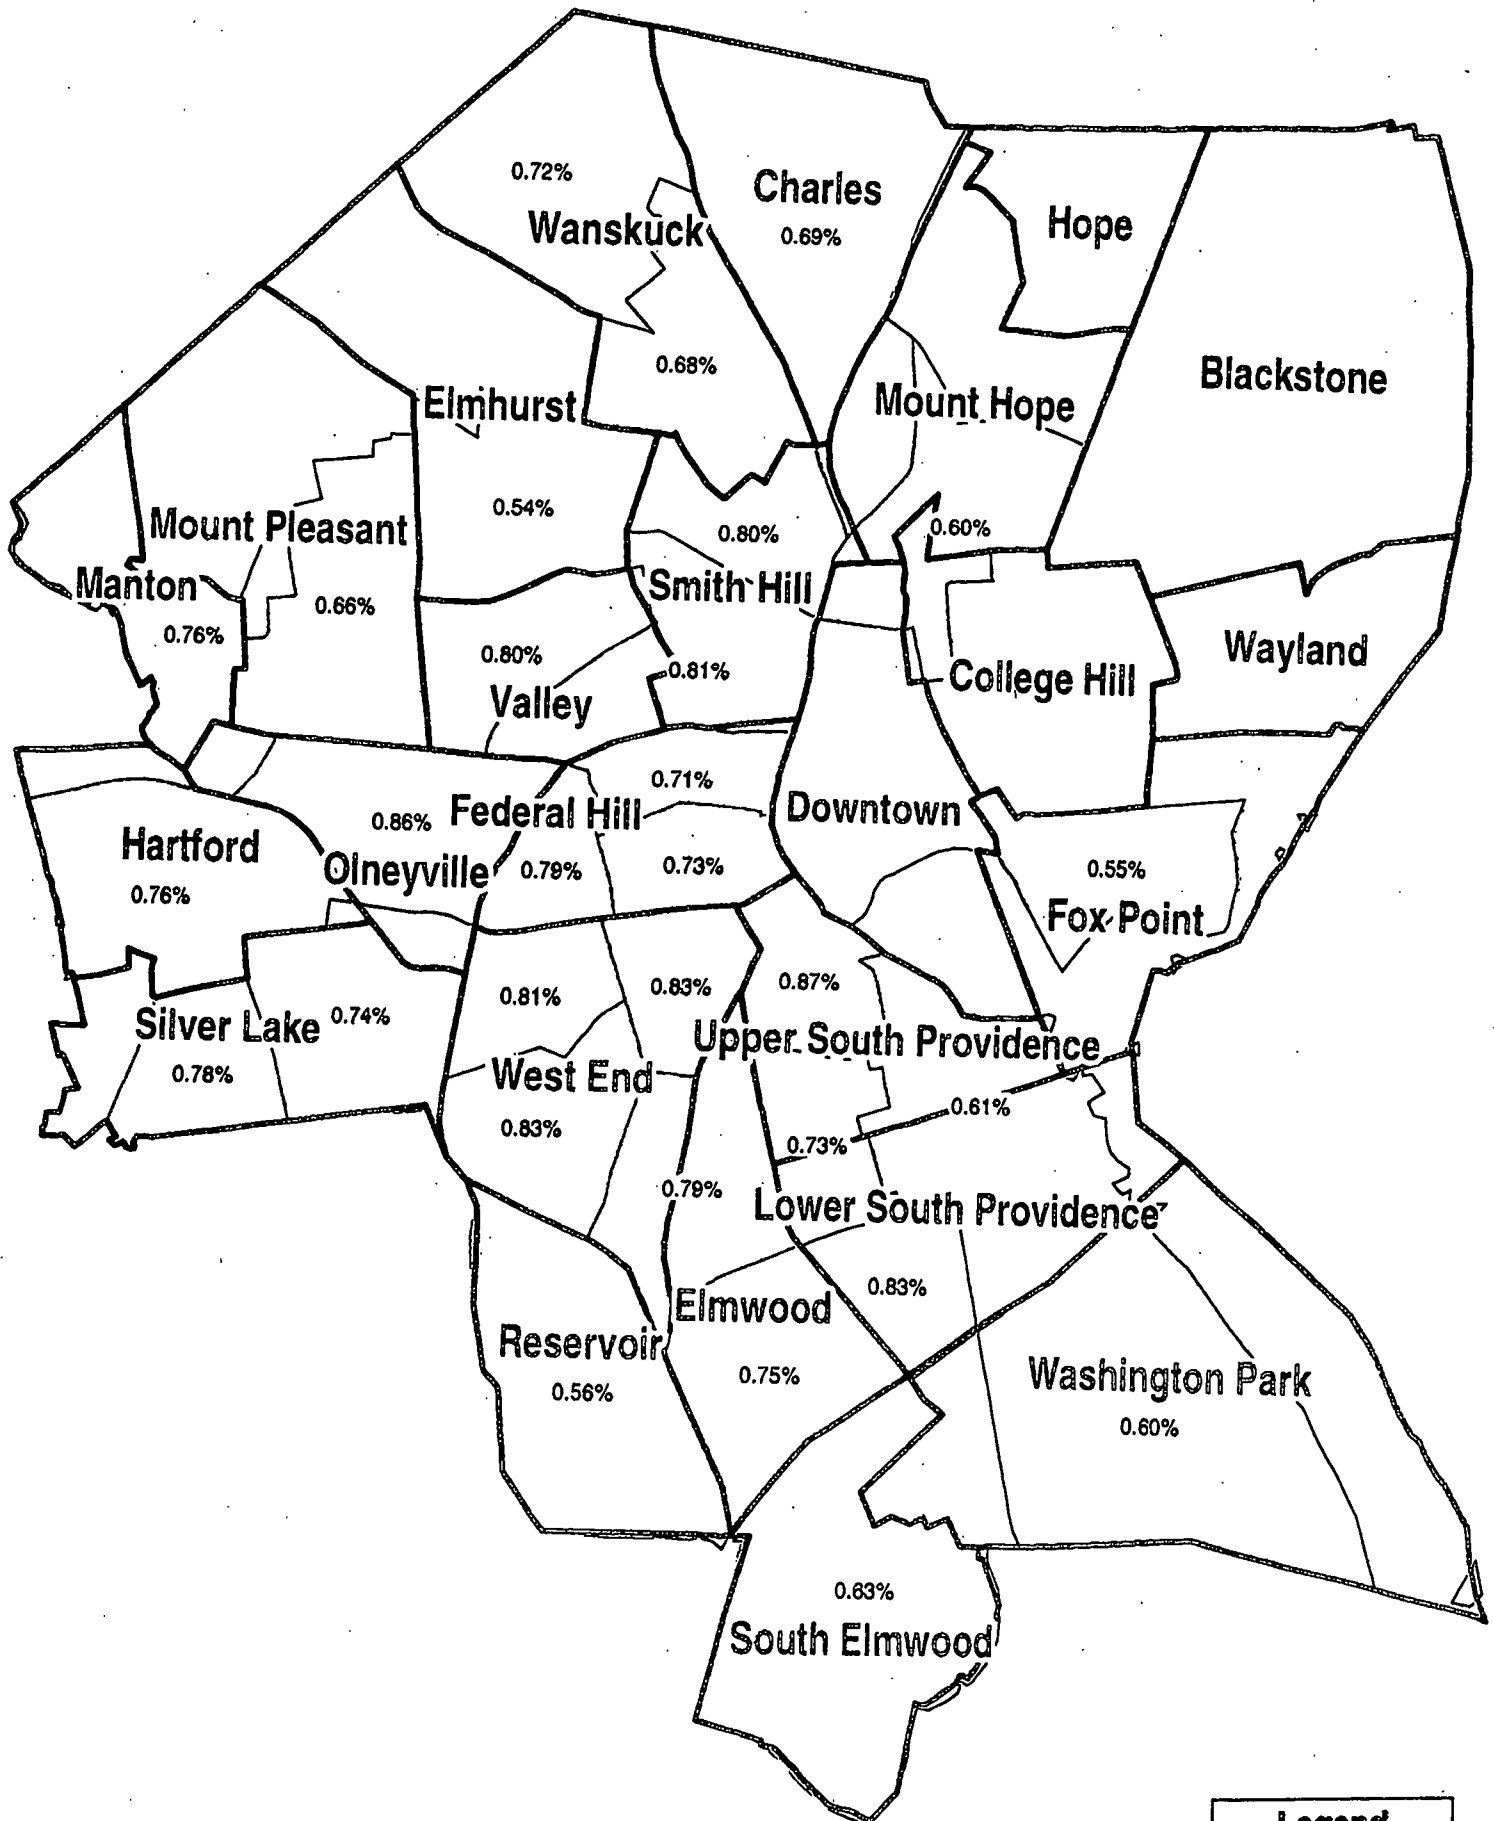 0.72%
Charles
Wanskuck
Hope
0.69%
0.68%
Blackstone
Elmhurst
Mount Hope
0.54%
Mount Pleasant
0.80%
0.60%
Manton
Smith Hill
0.66%
0.76%
0.80%
0.81%
Wayland
College Hill
Valley
0.71%
Federal Hill
Downtown
0.86%
Hartford
Olneyville
0.79%
0.73%
0.55%
0.76%
Fox Point
0.83%
0.87%
0.81%
Silver Lake
0.74%
Upper South Providence
0.78%
West End
0.61%
0.83%
0.73%
0.79%
Lower South Providence
0.83%
Elmwood
Reservoir
0.75%
Washington Park
0.56%
0.60%
0.63%
South Elmwood
Legend